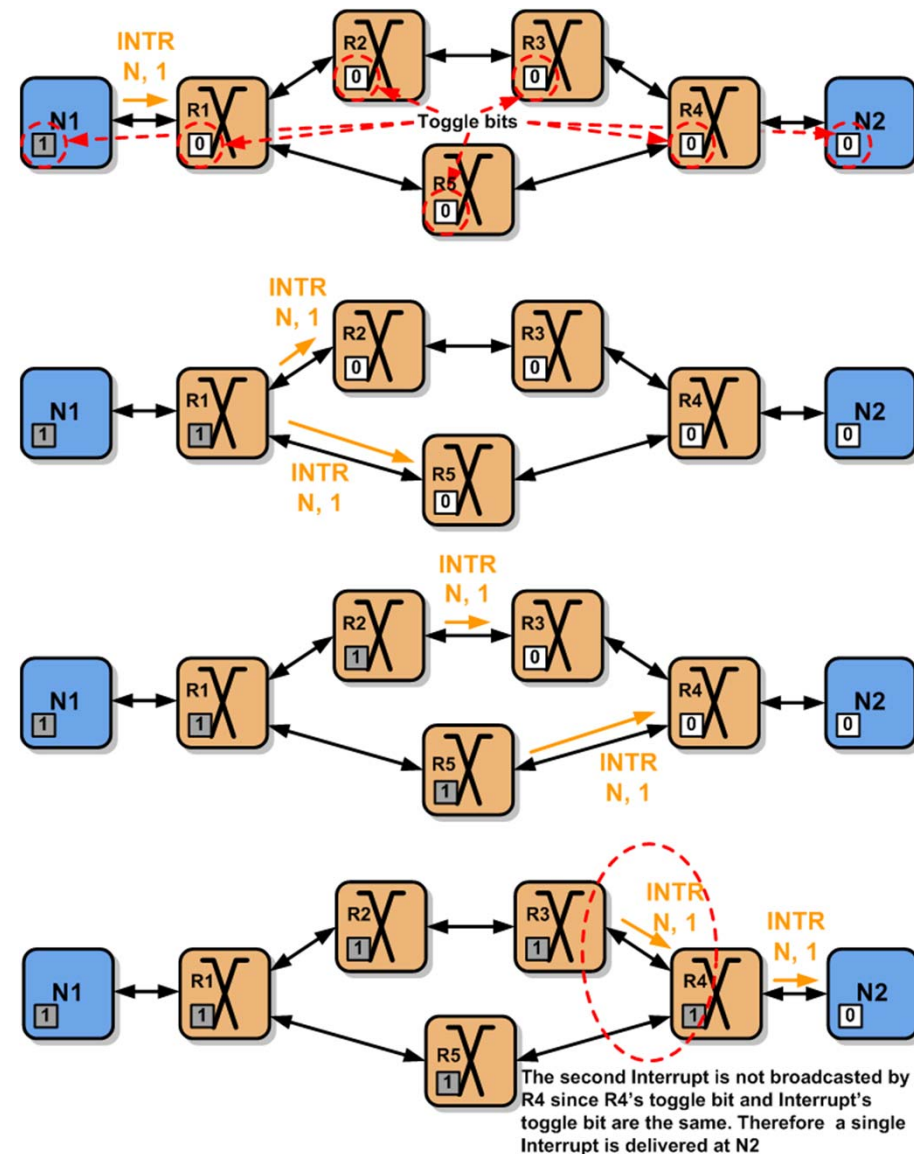 INTR
N, 1
R2
0
R3
0
N1
1
R1
0
Toggle bits
R4
0
N2
0
R5
0
INTR
N, 1
R2
0
R3
0
N1
1
R1
1
R4
0
N2
0
INTR
N, 1
R5
0
INTR
N, 1
R2
1
R3
0
N1
1
R1
1
R4
0
N2
0
R5
1
INTR
N, 1
R2
1
R3
1
INTR
N, 1
INTR
N, 1
N1
1
R1
1
R4
1
N2
0
R5
1
The second Interrupt is not broadcasted by
R4 since R4's toggle bit and Interrupt's
toggle bit are the same. Therefore a single
Interrupt is delivered at N2